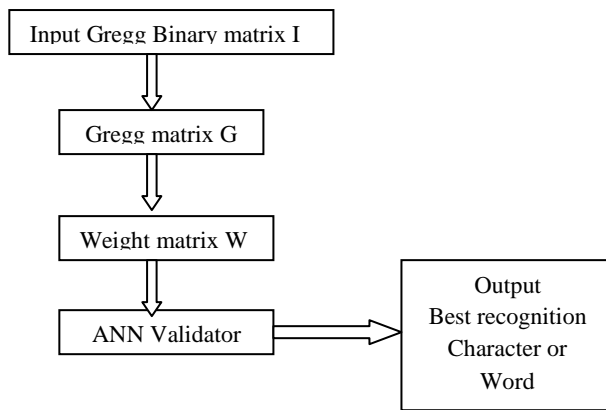 Input Gregg Binary matrix I
Gregg matrix G
Weight matrix W
ANN Validator
Output
Best recognition
Character or
Word